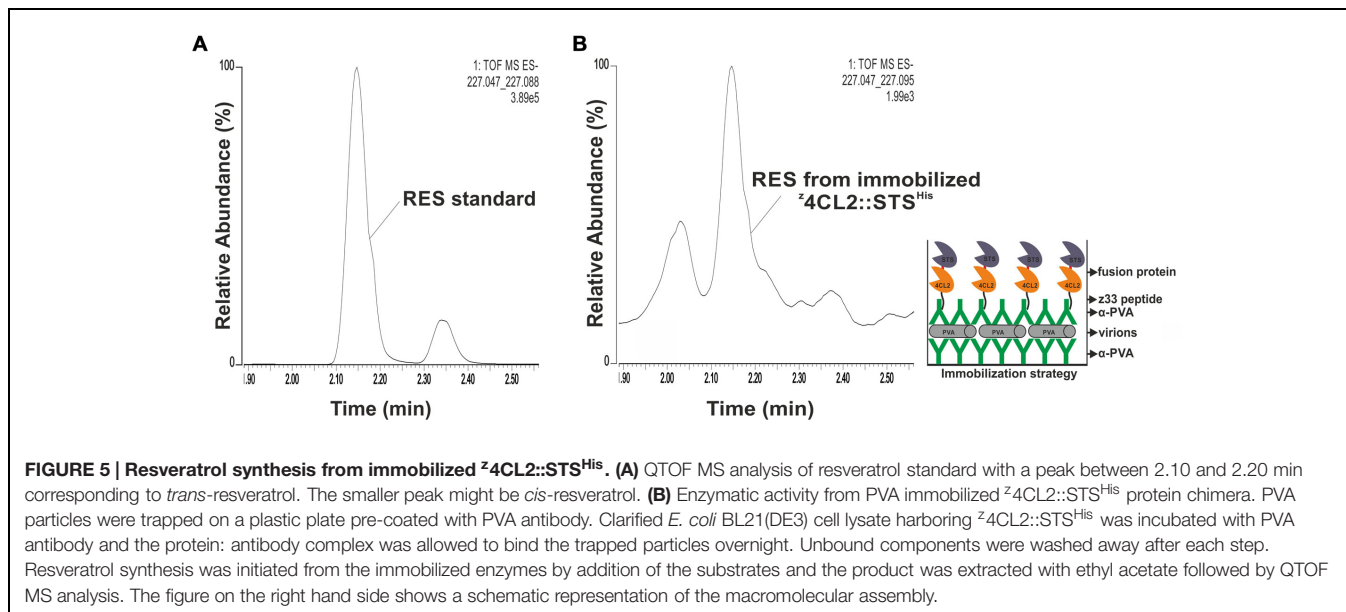 A
100
0
Relative Abundance (%)
1: TOF MS ES-
227.047_227.088
3.89e5
RES standard
1.90 2.00 2.10 2.20 2.30 2.40 2.50
Time (min)
B
100
0
Relative Abundance (%)
1: TOF MS ES-
227.047_227.095
1.99e3
RES from immobilized
ᶻ4CL2::STSᴴⁱˢ
1.90 2.00 2.10 2.20 2.30 2.40 2.50
Time (min)
STS STS STS STS
4CL2 4CL2 4CL2 4CL2
PVA PVA PVA
fusion protein
z33 peptide
α-PVA
virions
α-PVA
Immobilization strategy
FIGURE 5 | Resveratrol synthesis from immobilized ᶻ4CL2::STSᴴⁱˢ. (A) QTOF MS analysis of resveratrol standard with a peak between 2.10 and 2.20 min
corresponding to trans-resveratrol. The smaller peak might be cis-resveratrol. (B) Enzymatic activity from PVA immobilized ᶻ4CL2::STSᴴⁱˢ protein chimera. PVA
particles were trapped on a plastic plate pre-coated with PVA antibody. Clarified E. coli BL21(DE3) cell lysate harboring ᶻ4CL2::STSᴴⁱˢ was incubated with PVA
antibody and the protein: antibody complex was allowed to bind the trapped particles overnight. Unbound components were washed away after each step.
Resveratrol synthesis was initiated from the immobilized enzymes by addition of the substrates and the product was extracted with ethyl acetate followed by QTOF
MS analysis. The figure on the right hand side shows a schematic representation of the macromolecular assembly.